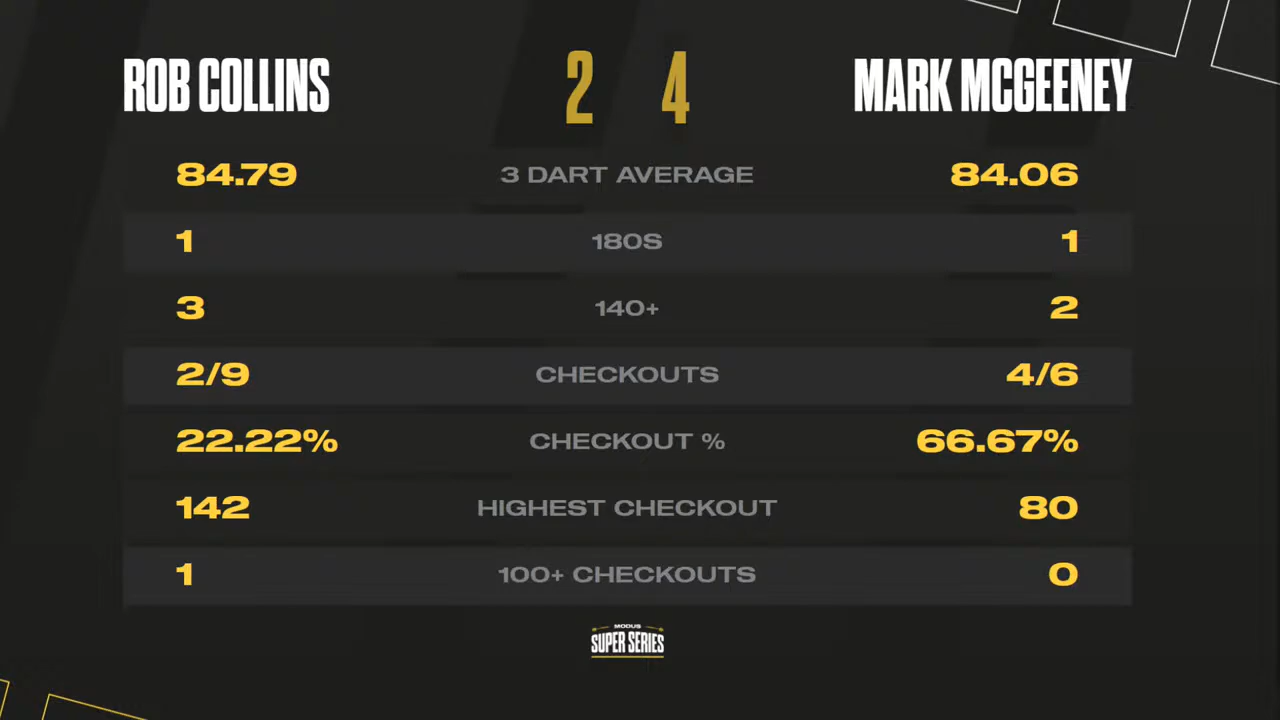 ROB COLLINS 2 4 MARK MCGEENEY
84.79 3 DART AVERAGE 84.06
1 180S 1
3 140+ 2
2/9 CHECKOUTS 4/6
22.22% CHECKOUT % 66.67%
142 HIGHEST CHECKOUT 80
1 100+ CHECKOUTS 0
MODUS
SUPER SERIES